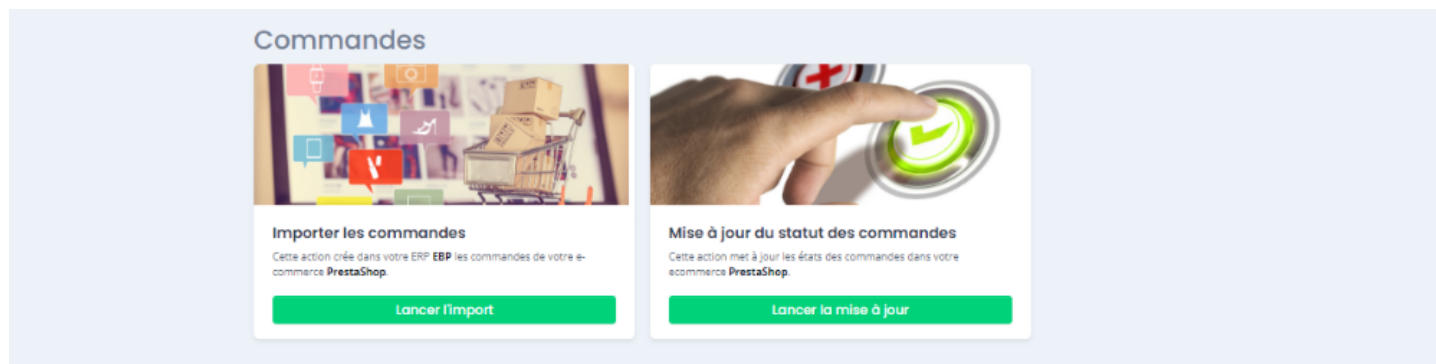 Commandes
Importer les commandes
Cette action crée dans votre ERP EBP les commandes de votre e-
commerce PrestaShop.
Lancer l'import
Mise à jour du statut des commandes
Cette action met à jour les états des commandes dans votre
ecommerce PrestaShop.
Lancer la mise à jour